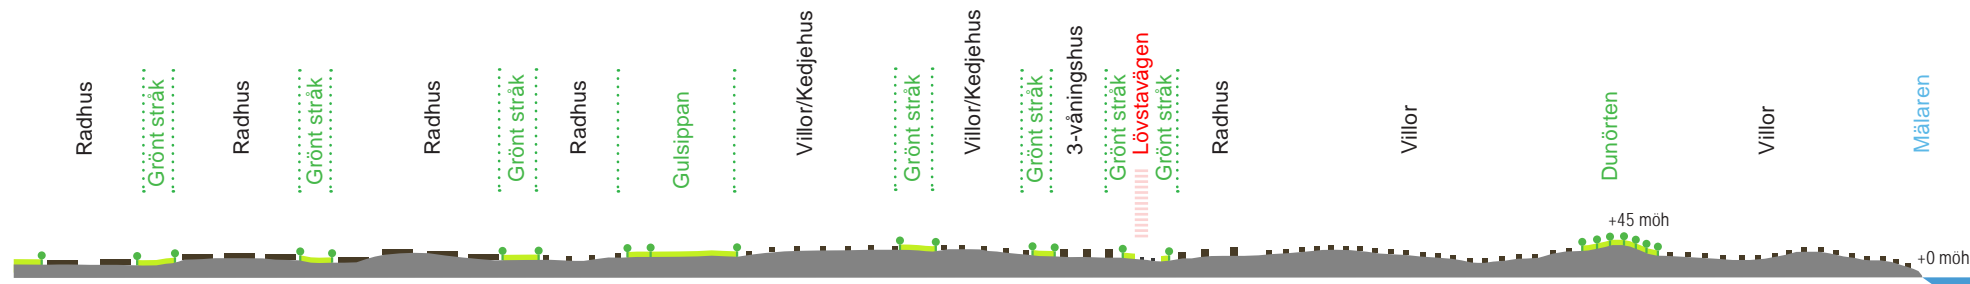 Radhus
Grönt stråk
Radhus
Grönt stråk
Radhus
Grönt stråk
Radhus
Gulsippan
Villor/Kedjehus
Grönt stråk
Villor/Kedjehus
Grönt stråk
3-våningshus
Grönt stråk
Lövstavägen
Grönt stråk
Radhus
Villor
Dunörten
Villor
Mälaren
+45 möh
+0 möh